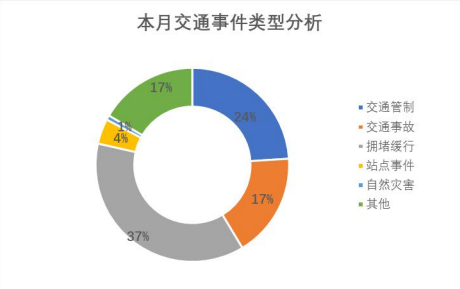 本月交通事件类型分析
17%
24%
1%
4%
17%
37%
交通管制
交通事故
拥堵缓行
站点事件
自然灾害
其他